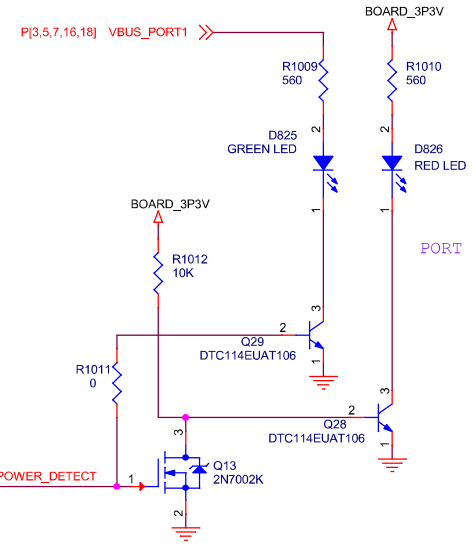 BOARD_3P3V
P[3,5,7,16,18] VBUS_PORT1
R1009
560
R1010
560
2
2
D825
GREEN LED
D826
RED LED
1
1
BOARD_3P3V
PORT
R1012
10K
3
2
Q29
DTC114EUAT106
1
R1011
0
3
2
Q28
DTC114EUAT106
1
3
Q13
2N7002K
POWER_DETECT
1
2